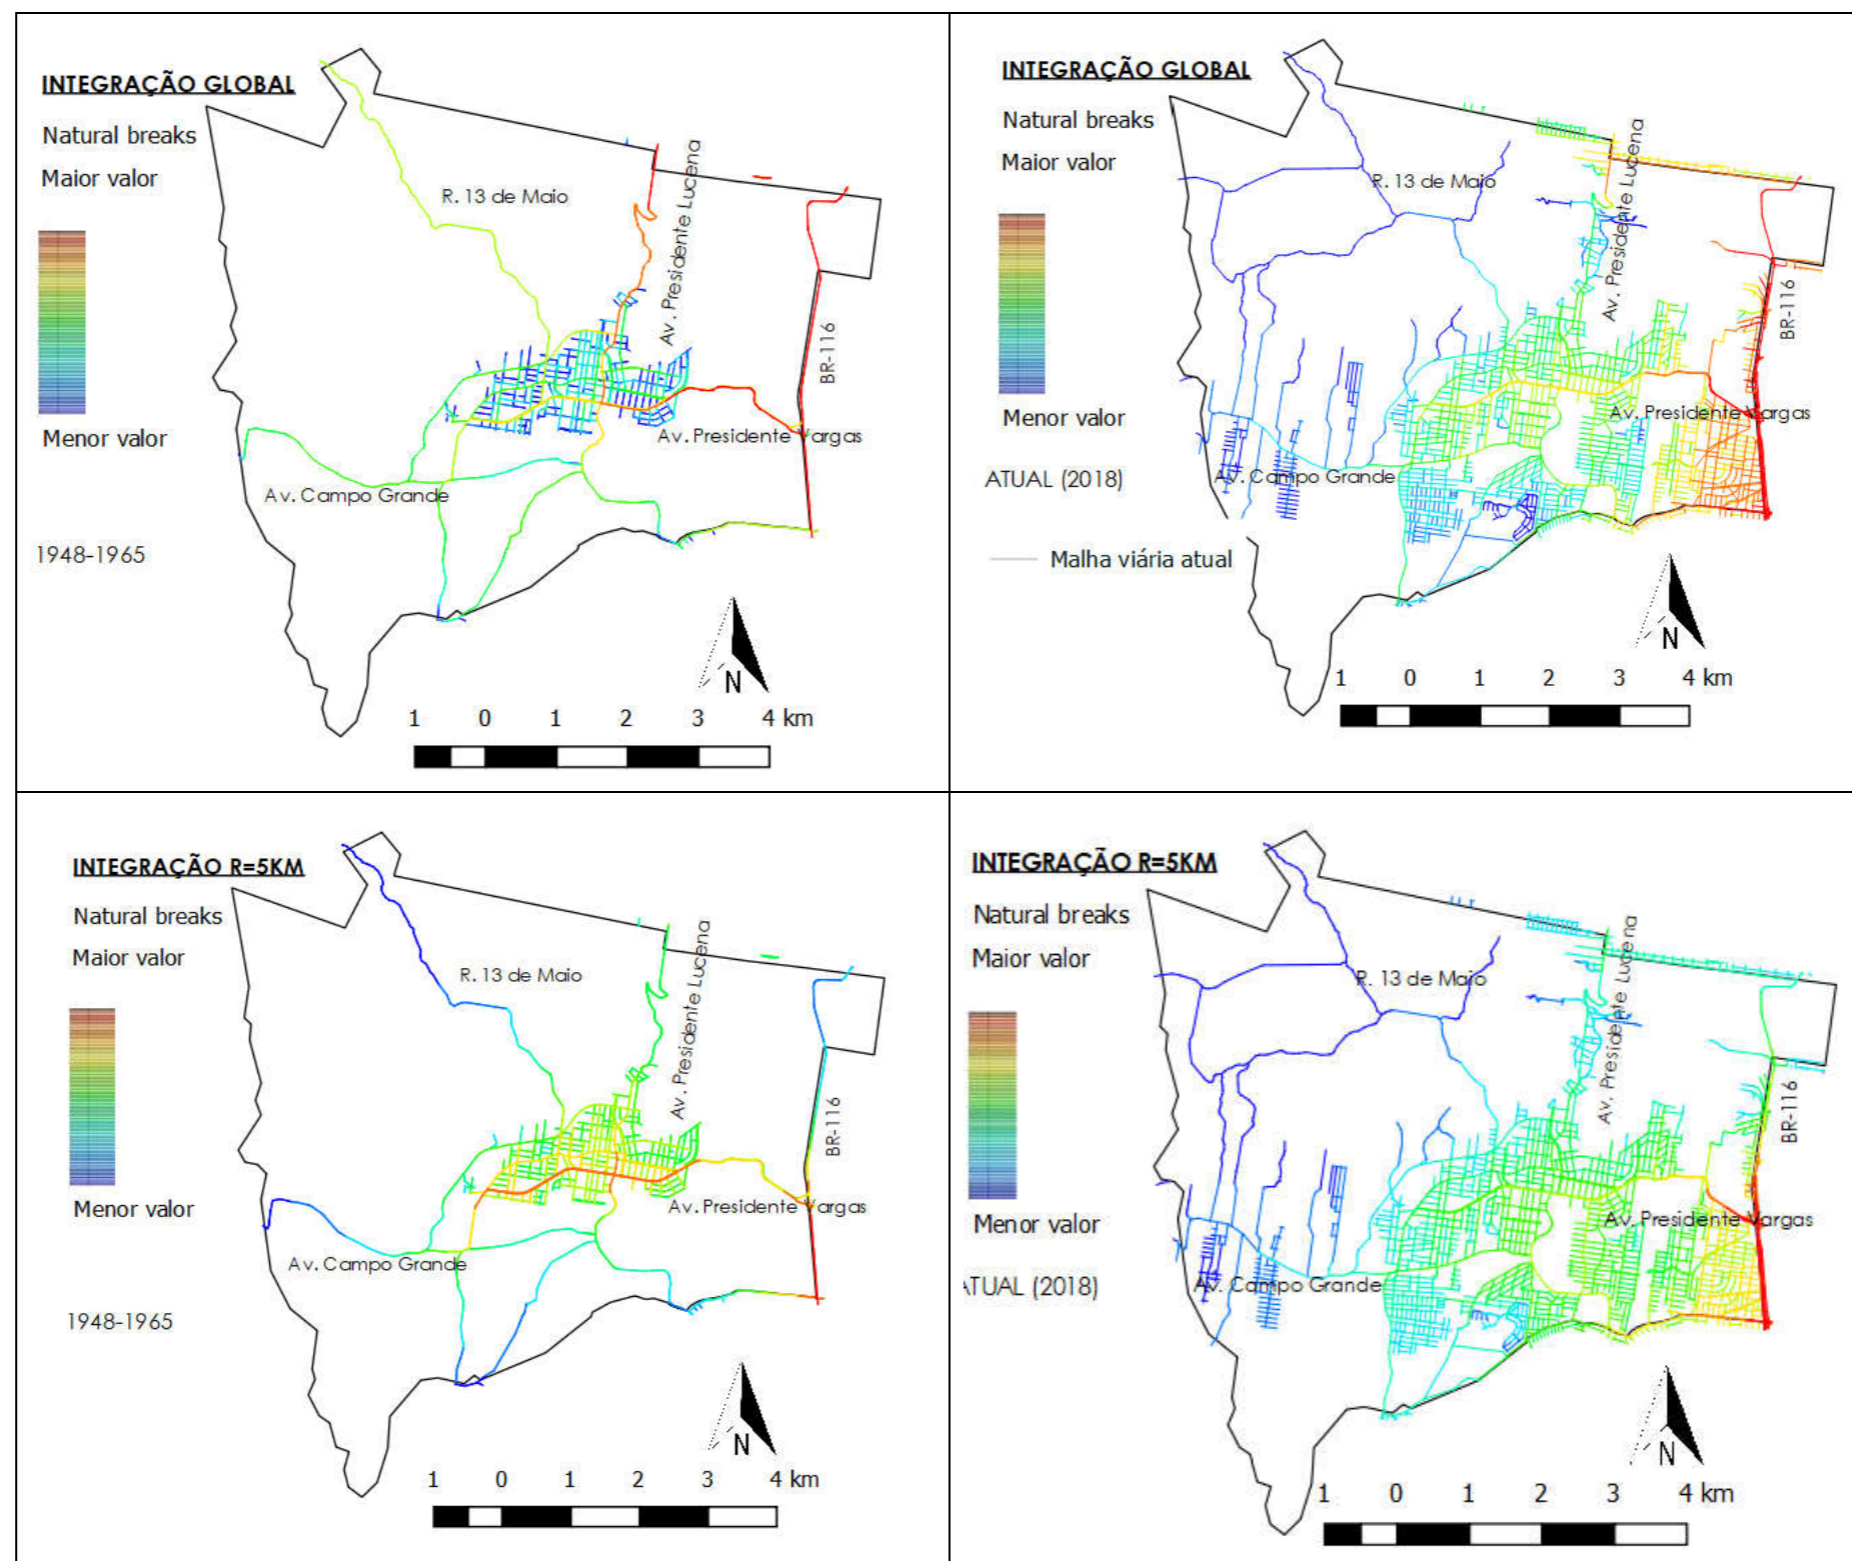 INTEGRAÇÃO GLOBAL
Natural breaks
Maior valor
R. 13 de Maio
Av. Presidente Lucena
BR-116
Menor valor
Av. Presidente Vargas
Av. Campo Grande
1948-1965
N
1 0 1 2 3 4 km
INTEGRAÇÃO GLOBAL
Natural breaks
Maior valor
R. 13 de Maio
Av. Presidente Lucena
BR-116
Menor valor
Av. Presidente Vargas
ATUAL (2018)
Av. Campo Grande
Malha viária atual
N
1 0 1 2 3 4 km
INTEGRAÇÃO R=5KM
Natural breaks
Maior valor
R. 13 de Maio
Av. Presidente Lucena
BR-116
Menor valor
Av. Presidente Vargas
Av. Campo Grande
1948-1965
N
1 0 1 2 3 4 km
INTEGRAÇÃO R=5KM
Natural breaks
Maior valor
R. 13 de Maio
Av. Presidente Lucena
BR-116
Menor valor
Av. Presidente Vargas
ATUAL (2018)
Av. Campo Grande
N
1 0 1 2 3 4 km